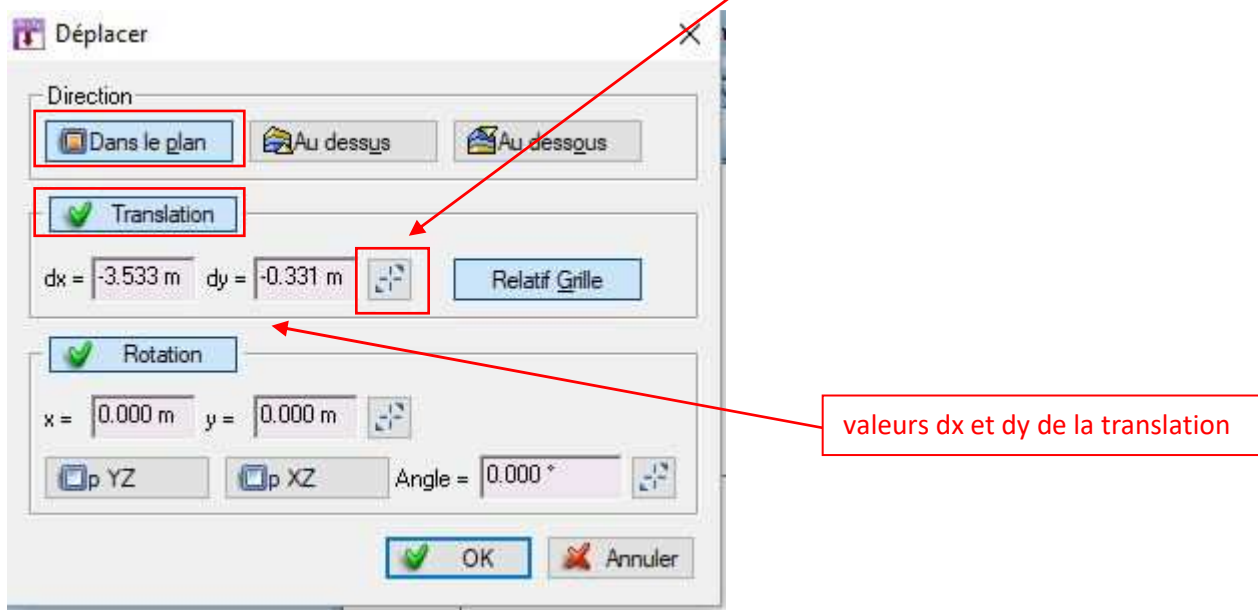 Déplacer
Direction
Dans le plan Au dessus Au dessous
Translation
dx = -3.533 m dy = -0.331 m Relatif Grille
Rotation
x = 0.000 m y = 0.000 m
valeurs dx et dy de la translation
p YZ p XZ Angle = 0.000 °
OK Annuler